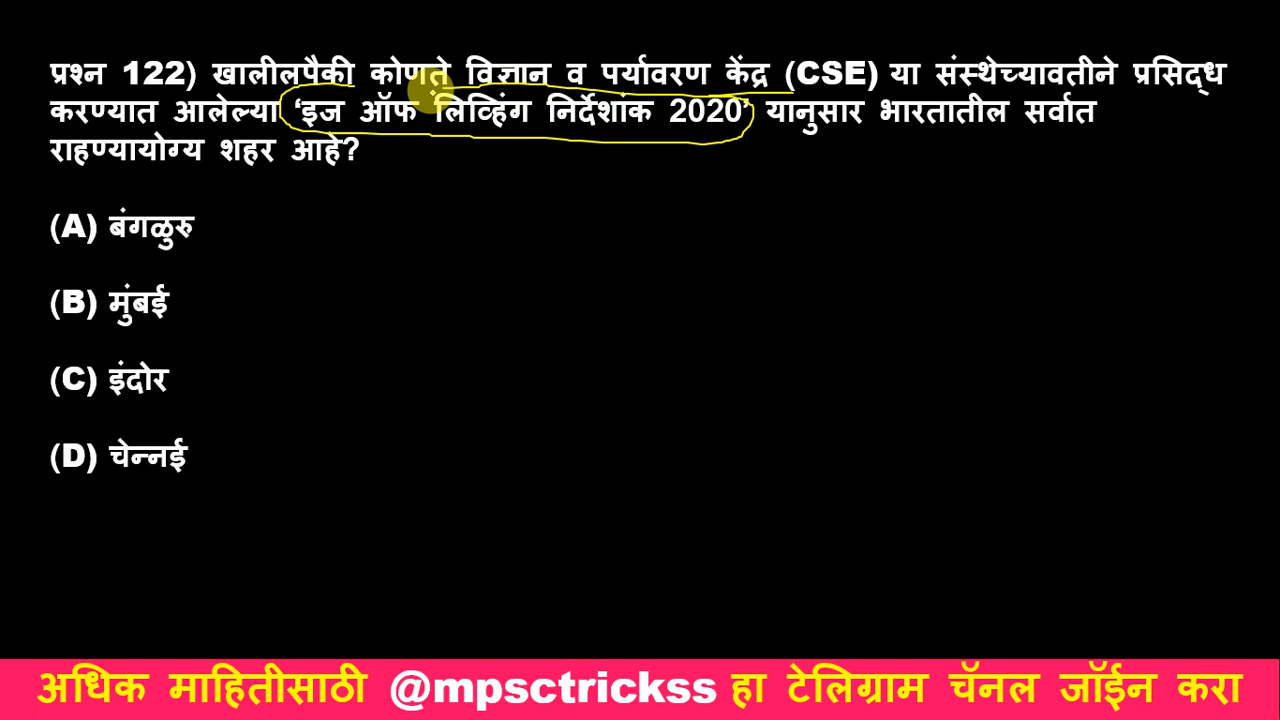 प्रश्न 122) खालीलपैकी कोणते विज्ञान व पर्यावरण केंद्र (CSE) या संस्थेच्यावतीने प्रसिद्ध
करण्यात आलेल्या ‘इज ऑफ लिव्हिंग निर्देशांक 2020’ यानुसार भारतातील सर्वात
राहण्यायोग्य शहर आहे?
(A) बंगळुरु
(B) मुंबई
(C) इंदोर
(D) चेन्नई
अधिक माहितीसाठी @mpsctrickss हा टेलिग्राम चॅनल जॉईन करा